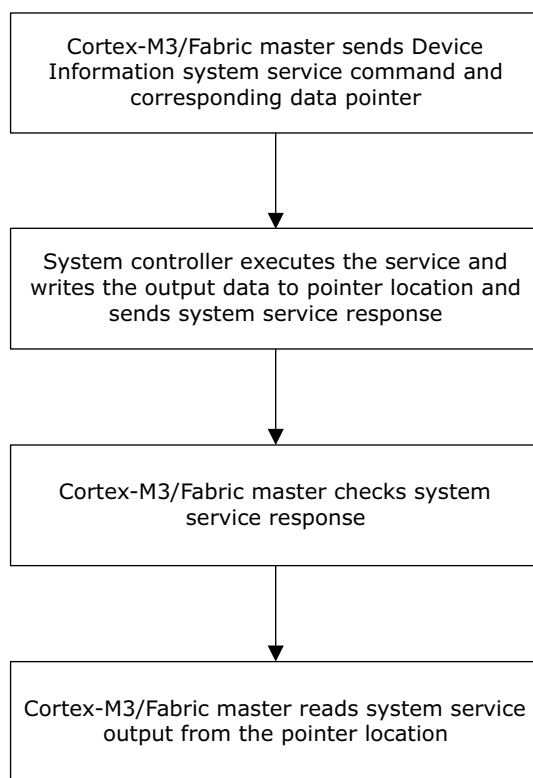 Cortex-M3/Fabric master sends Device
Information system service command and
corresponding data pointer
System controller executes the service and
writes the output data to pointer location and
sends system service response
Cortex-M3/Fabric master checks system
service response
Cortex-M3/Fabric master reads system service
output from the pointer location